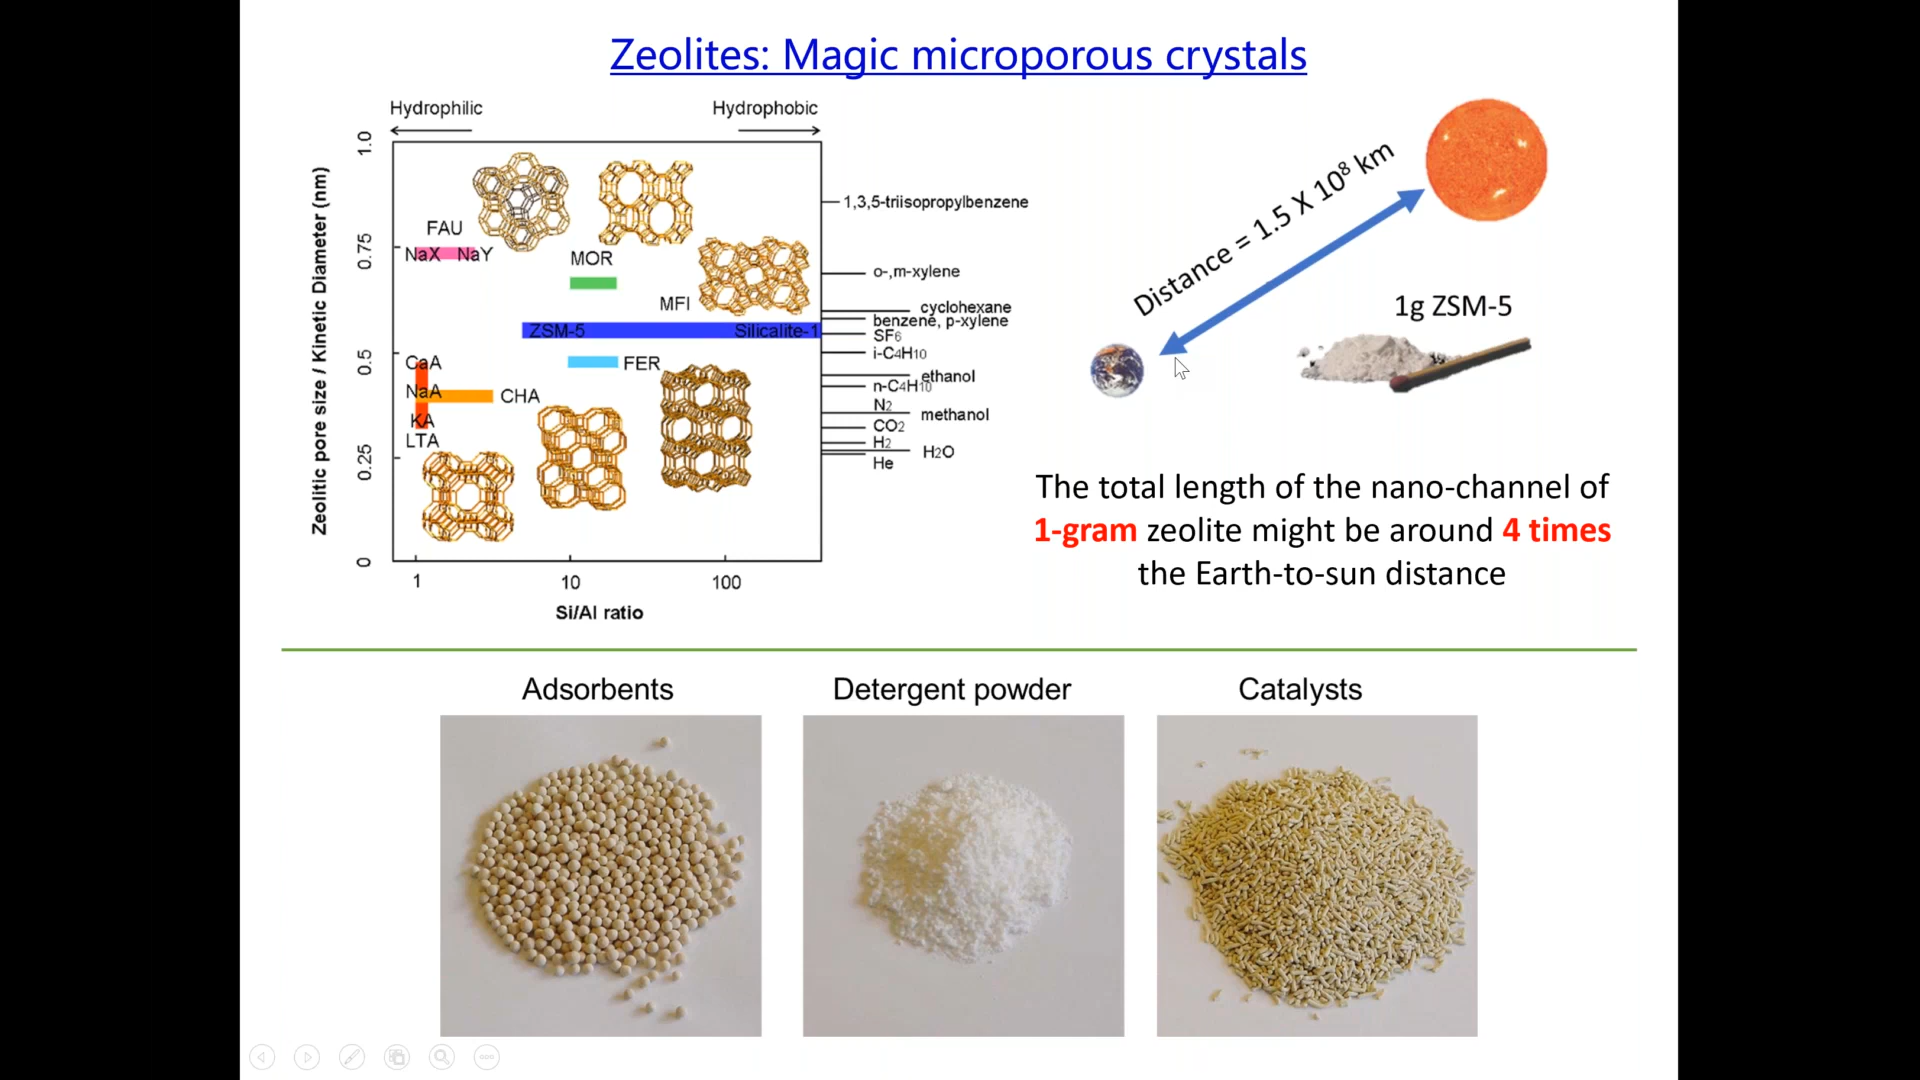 Zeolites: Magic microporous crystals
Hydrophilic
Hydrophobic
Zeolitic pore size / Kinetic Diameter (nm)
1.0
0.75
0.5
0.25
0
FAU
NaX NaY
MOR
MFI
ZSM-5
Silicalite-1
CaA
FER
NaA
CHA
KA
LTA
1,3,5-triisopropylbenzene
o-,m-xylene
cyclohexane
benzene, p-xylene
SF6
i-C4H10
ethanol
n-C4H10
N2
methanol
CO2
H2
H2O
He
1
10
100
Si/Al ratio
Distance = 1.5 X 10⁸ km
1g ZSM-5
The total length of the nano-channel of
1-gram zeolite might be around 4 times
the Earth-to-sun distance
Adsorbents
Detergent powder
Catalysts